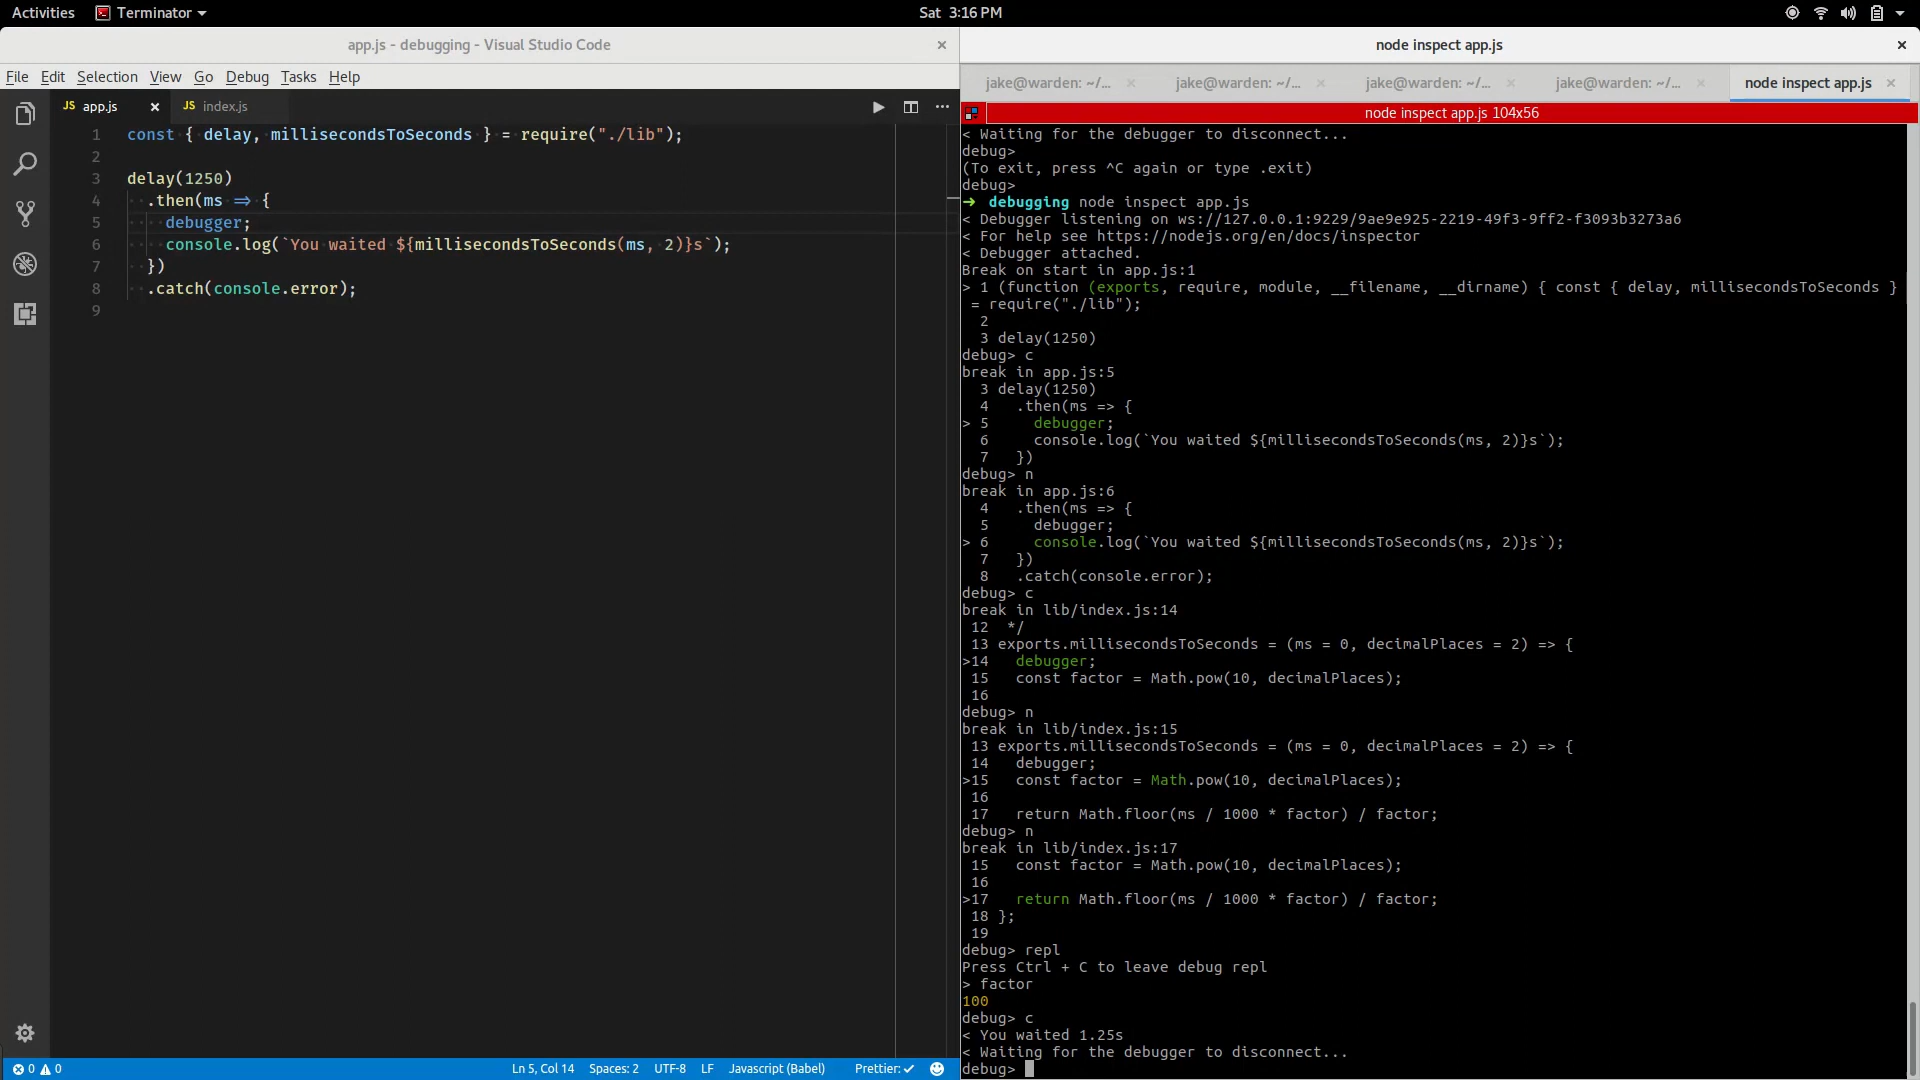 Activities Terminator Sat 3:16 PM
app.js - debugging - Visual Studio Code
File Edit Selection View Go Debug Tasks Help
JS app.js JS index.js
1 const { delay, millisecondsToSeconds } = require("./lib");
2
3 delay(1250)
4 .then(ms => {
5 debugger;
6 console.log(`You waited ${millisecondsToSeconds(ms, 2)}s`);
7 })
8 .catch(console.error);
9
0 0 Ln 5, Col 14 Spaces: 2 UTF-8 LF Javascript (Babel) Prettier: ✓
node inspect app.js
jake@warden: ~/... jake@warden: ~/... jake@warden: ~/... jake@warden: ~/... node inspect app.js
node inspect app.js 104x56
< Waiting for the debugger to disconnect...
debug>
(To exit, press ^C again or type .exit)
debug>
➜ debugging node inspect app.js
< Debugger listening on ws://127.0.0.1:9229/9ae9e925-2219-49f3-9ff2-f3093b3273a6
< For help see https://nodejs.org/en/docs/inspector
< Debugger attached.
Break on start in app.js:1
> 1 (function (exports, require, module, __filename, __dirname) { const { delay, millisecondsToSeconds }
= require("./lib");
2
3 delay(1250)
debug> c
break in app.js:5
3 delay(1250)
4 .then(ms => {
> 5 debugger;
6 console.log(`You waited ${millisecondsToSeconds(ms, 2)}s`);
7 })
debug> n
break in app.js:6
4 .then(ms => {
5 debugger;
> 6 console.log(`You waited ${millisecondsToSeconds(ms, 2)}s`);
7 })
8 .catch(console.error);
debug> c
break in lib/index.js:14
12 */
13 exports.millisecondsToSeconds = (ms = 0, decimalPlaces = 2) => {
>14 debugger;
15 const factor = Math.pow(10, decimalPlaces);
16
debug> n
break in lib/index.js:15
13 exports.millisecondsToSeconds = (ms = 0, decimalPlaces = 2) => {
14 debugger;
>15 const factor = Math.pow(10, decimalPlaces);
16
17 return Math.floor(ms / 1000 * factor) / factor;
debug> n
break in lib/index.js:17
15 const factor = Math.pow(10, decimalPlaces);
16
>17 return Math.floor(ms / 1000 * factor) / factor;
18 };
19
debug> repl
Press Ctrl + C to leave debug repl
> factor
100
debug> c
< You waited 1.25s
< Waiting for the debugger to disconnect...
debug>